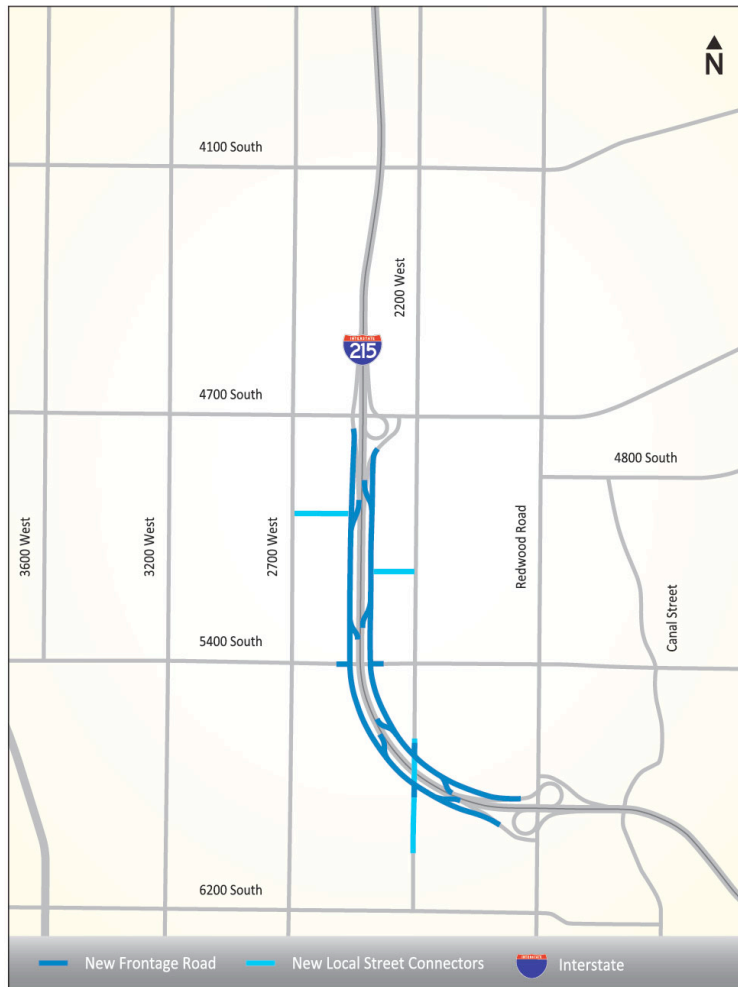 N
4100 South
2200 West
INTERSTATE
215
4700 South
4800 South
3600 West
3200 West
2700 West
Redwood Road
Canal Street
5400 South
6200 South
New Frontage Road
New Local Street Connectors
INTERSTATE
Interstate